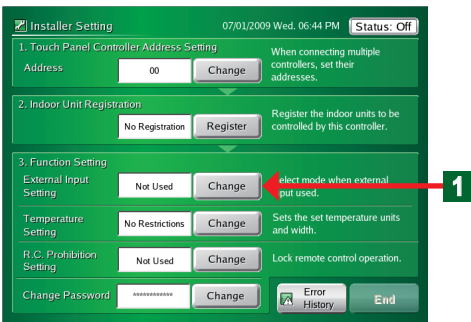 Installer Setting 07/01/2009 Wed. 06:44 PM Status: Off
1. Touch Panel Controller Address Setting
Address 00 Change
When connecting multiple
controllers, set their
addresses.
2. Indoor Unit Registration
No Registration Register
Register the indoor units to be
controlled by this controller.
3. Function Setting
External Input
Setting
Not Used Change
elect mode when external
put used.
1
Temperature
Setting
No Restrictions Change
Sets the set temperature units
and width.
R.C. Prohibition
Setting
Not Used Change
Lock remote control operation.
Change Password ************ Change
Error
History
End